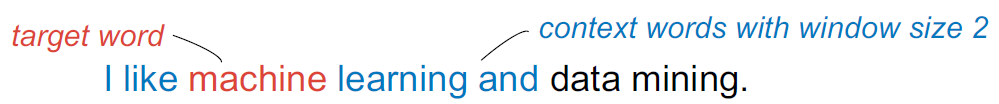 target word
context words with window size 2
I like machine learning and data mining.